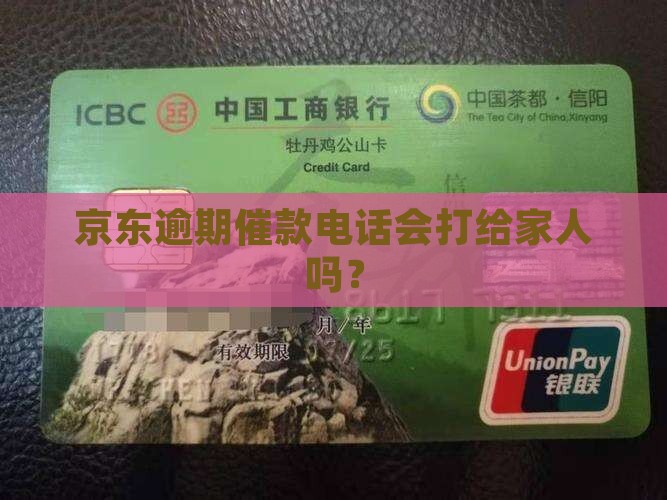 ICBC 中国工商银行
中国茶都·信阳
The Tea City of China,Xinyang
牡丹鸡公山卡
Credit Card
信
京东逾期催款电话会打给家人
吗？
月/年
有效期限 /25
UnionPay
银联